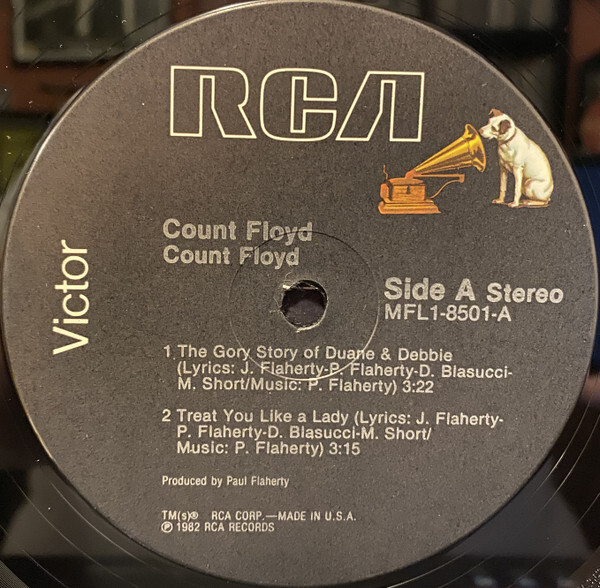 RCA
Victor
Count Floyd
Count Floyd
Side A Stereo
MFL1-8501-A
1 The Gory Story of Duane & Debbie
(Lyrics: J. Flaherty-P. Flaherty-D. Blasucci-
M. Short/Music: P. Flaherty) 3:22
2 Treat You Like a Lady (Lyrics: J. Flaherty-
P. Flaherty-D. Blasucci-M. Short/
Music: P. Flaherty) 3:15
Produced by Paul Flaherty
TM(s)® RCA CORP.—MADE IN U.S.A.
℗ 1982 RCA RECORDS